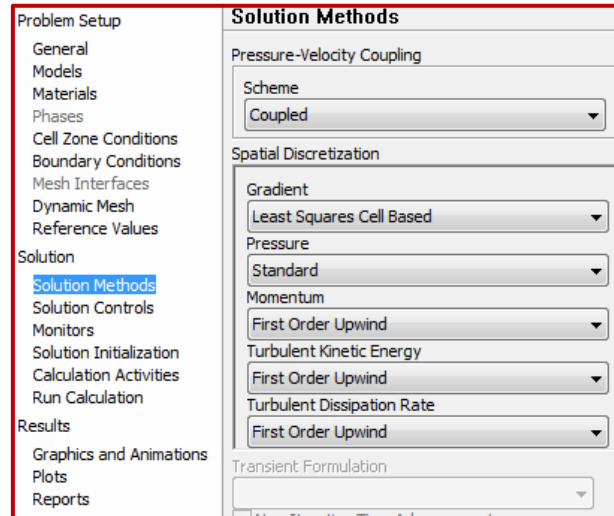 Problem Setup
General
Models
Materials
Phases
Cell Zone Conditions
Boundary Conditions
Mesh Interfaces
Dynamic Mesh
Reference Values
Solution
Solution Methods
Solution Controls
Monitors
Solution Initialization
Calculation Activities
Run Calculation
Results
Graphics and Animations
Plots
Reports
Solution Methods
Pressure-Velocity Coupling
Scheme
Coupled
Spatial Discretization
Gradient
Least Squares Cell Based
Pressure
Standard
Momentum
First Order Upwind
Turbulent Kinetic Energy
First Order Upwind
Turbulent Dissipation Rate
First Order Upwind
Transient Formulation